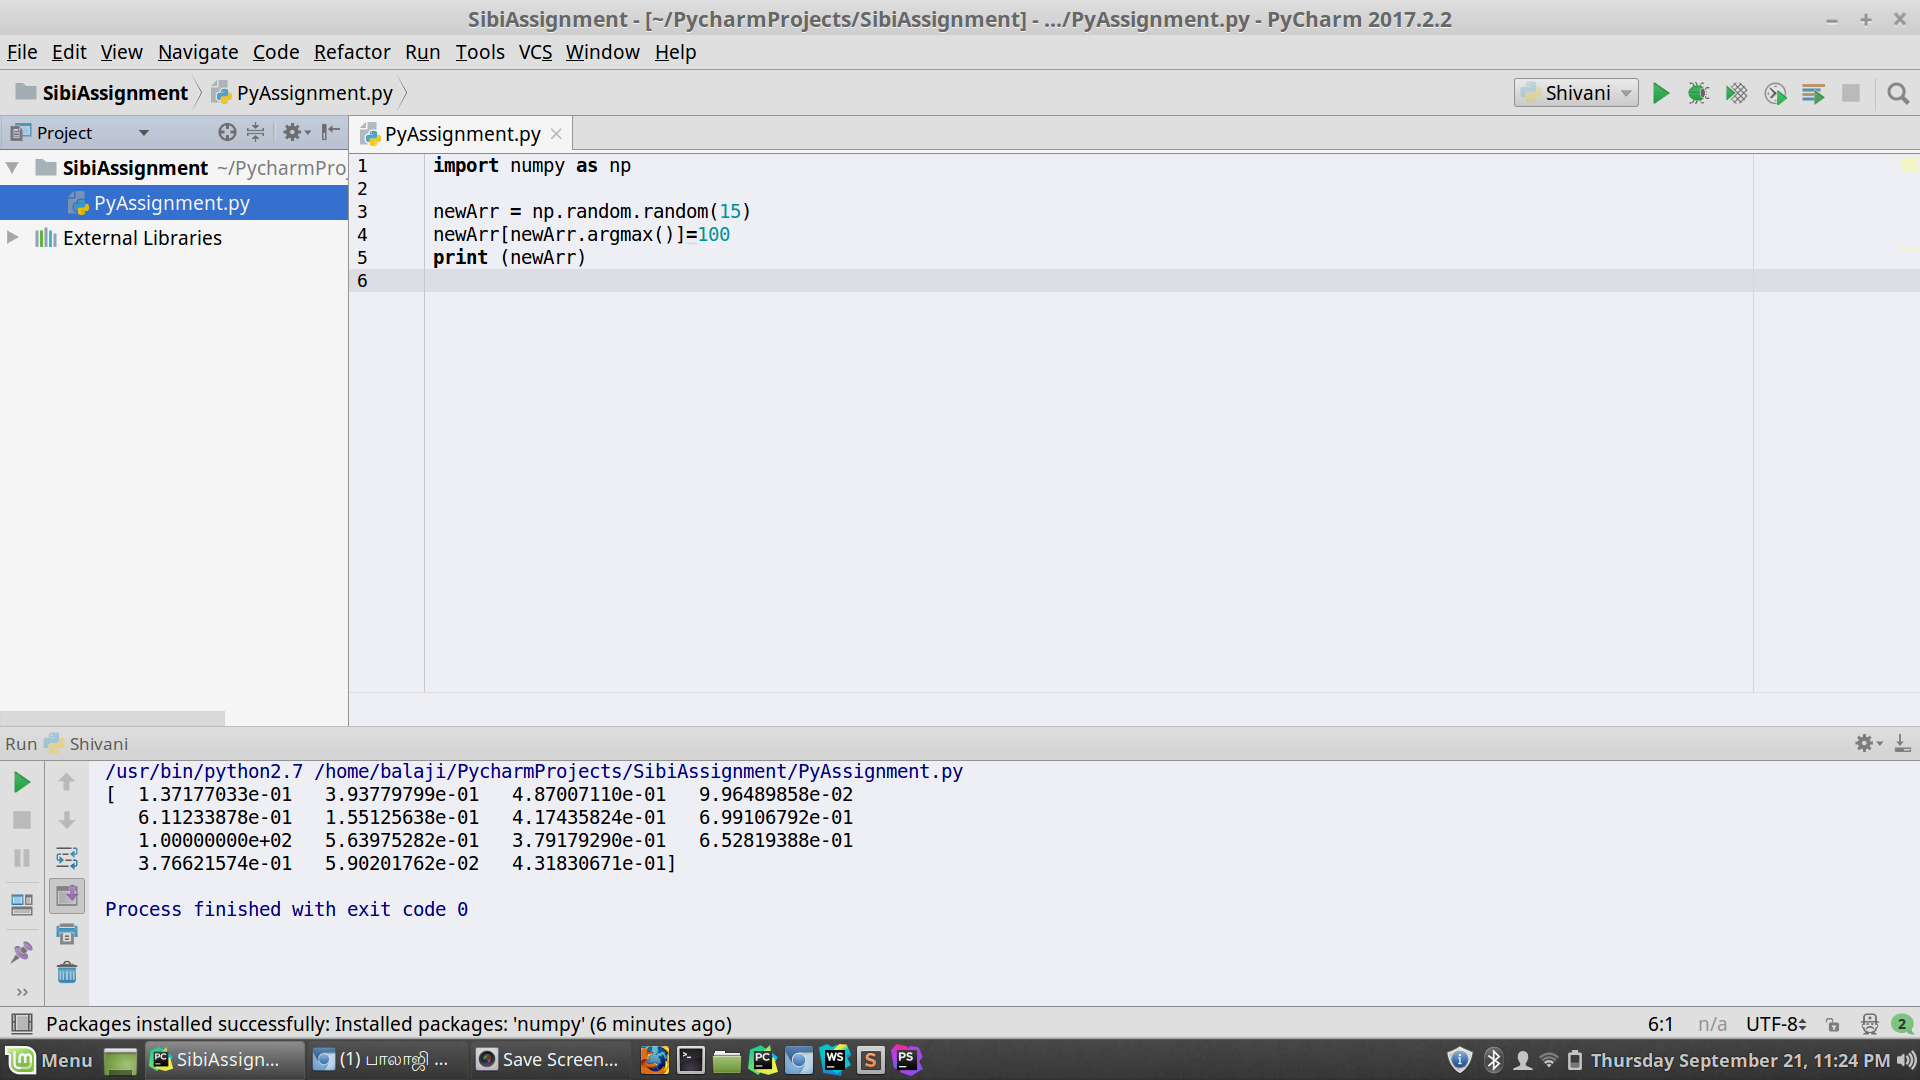 SibiAssignment - [~/PycharmProjects/SibiAssignment] - .../PyAssignment.py - PyCharm 2017.2.2
File Edit View Navigate Code Refactor Run Tools VCS Window Help
SibiAssignment PyAssignment.py Shivani
Project PyAssignment.py
SibiAssignment ~/PycharmPro
PyAssignment.py
External Libraries
1 import numpy as np
2
3 newArr = np.random.random(15)
4 newArr[newArr.argmax()]=100
5 print (newArr)
6
Run Shivani
/usr/bin/python2.7 /home/balaji/PycharmProjects/SibiAssignment/PyAssignment.py
[ 1.37177033e-01 3.93779799e-01 4.87007110e-01 9.96489858e-02
6.11233878e-01 1.55125638e-01 4.17435824e-01 6.99106792e-01
1.00000000e+02 5.63975282e-01 3.79179290e-01 6.52819388e-01
3.76621574e-01 5.90201762e-02 4.31830671e-01]
Process finished with exit code 0
Packages installed successfully: Installed packages: 'numpy' (6 minutes ago) 6:1 n/a UTF-8 2
Menu PC SibiAssign... (1) பாலாஜி ... Save Screen... PC WS S PS Thursday September 21, 11:24 PM